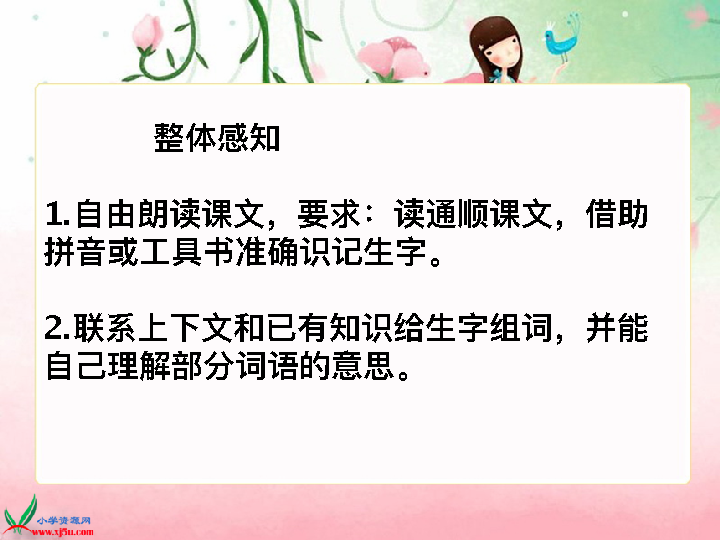 整体感知
1.自由朗读课文，要求：读通顺课文，借助
拼音或工具书准确识记生字。
2.联系上下文和已有知识给生字组词，并能
自己理解部分词语的意思。
小学资源网
www.xj5u.com